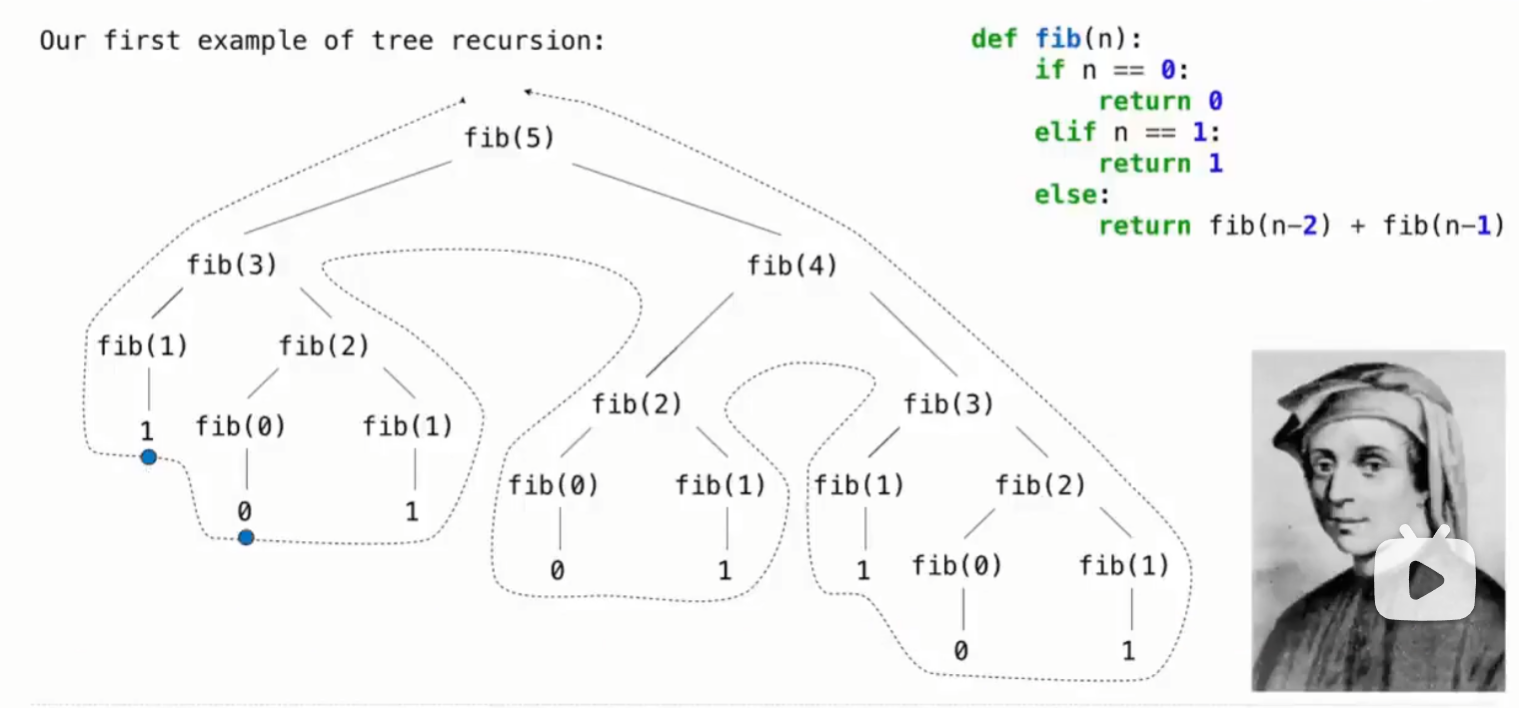 Our first example of tree recursion:
def fib(n):
    if n == 0:
        return 0
    elif n == 1:
        return 1
    else:
        return fib(n-2) + fib(n-1)
fib(5)
fib(3) fib(4)
fib(1) fib(2)
fib(2) fib(3)
1 fib(0) fib(1)
fib(0) fib(1) fib(1) fib(2)
0 1
0 1 1 fib(0) fib(1)
0 1